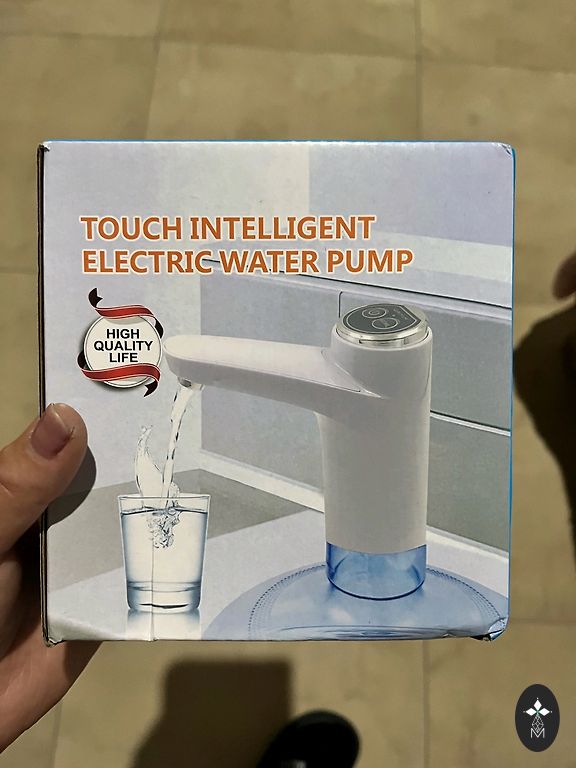 TOUCH INTELLIGENT
ELECTRIC WATER PUMP
HIGH
QUALITY
LIFE